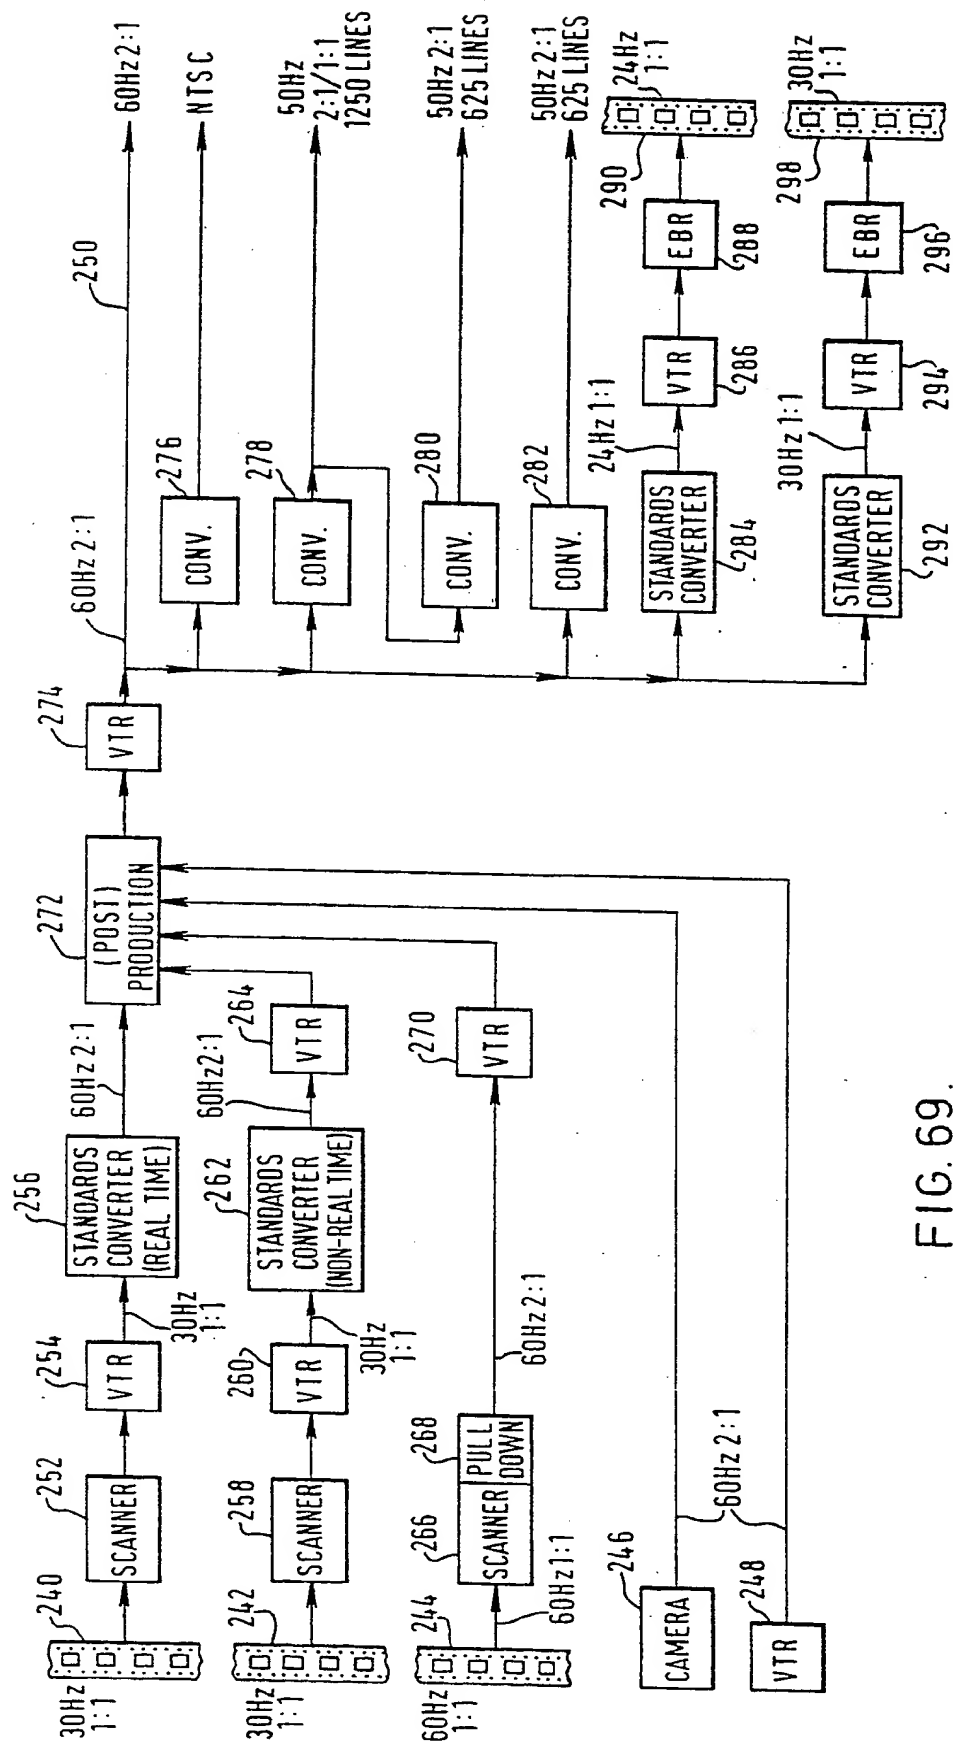 30Hz
1:1
240
252
SCANNER
254
VTR
30Hz
1:1
256
STANDARDS
CONVERTER
(REAL TIME)
60Hz 2:1
272
(POST)
PRODUCTION
274
VTR
60Hz 2:1
250
60Hz 2:1
30Hz
1:1
242
258
SCANNER
260
VTR
30Hz
1:1
262
STANDARDS
CONVERTER
(NON-REAL TIME)
60Hz 2:1
264
VTR
60Hz
1:1
244
60Hz 1:1
266
SCANNER
268
PULL
DOWN
60Hz 2:1
270
VTR
246
CAMERA
248
VTR
60Hz 2:1
276
CONV.
NTSC
278
CONV.
50Hz
2:1/1:1
1250 LINES
280
CONV.
50Hz 2:1
625 LINES
282
CONV.
50Hz 2:1
625 LINES
STANDARDS
CONVERTER
284
24Hz 1:1
VTR
286
EBR
288
290
24Hz
1:1
STANDARDS
CONVERTER
292
30Hz 1:1
VTR
294
EBR
296
298
30Hz
1:1
FIG. 69.